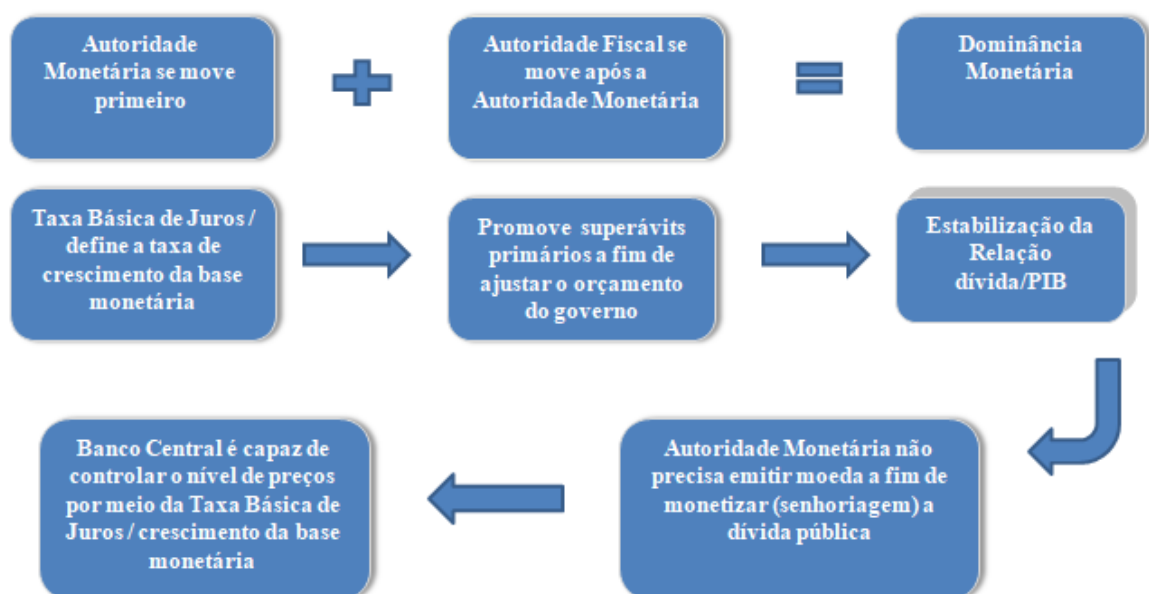 Autoridade
Monetária se move
primeiro
Autoridade Fiscal se
move após a
Autoridade Monetária
Dominância
Monetária
Taxa Básica de Juros /
define a taxa de
crescimento da base
monetária
Promove superávits
primários a fim de
ajustar o orçamento
do governo
Estabilização da
Relação
dívida/PIB
Autoridade Monetária não
precisa emitir moeda a fim de
monetizar (senhoriagem) a
dívida pública
Banco Central é capaz de
controlar o nível de preços
por meio da Taxa Básica de
Juros / crescimento da base
monetária